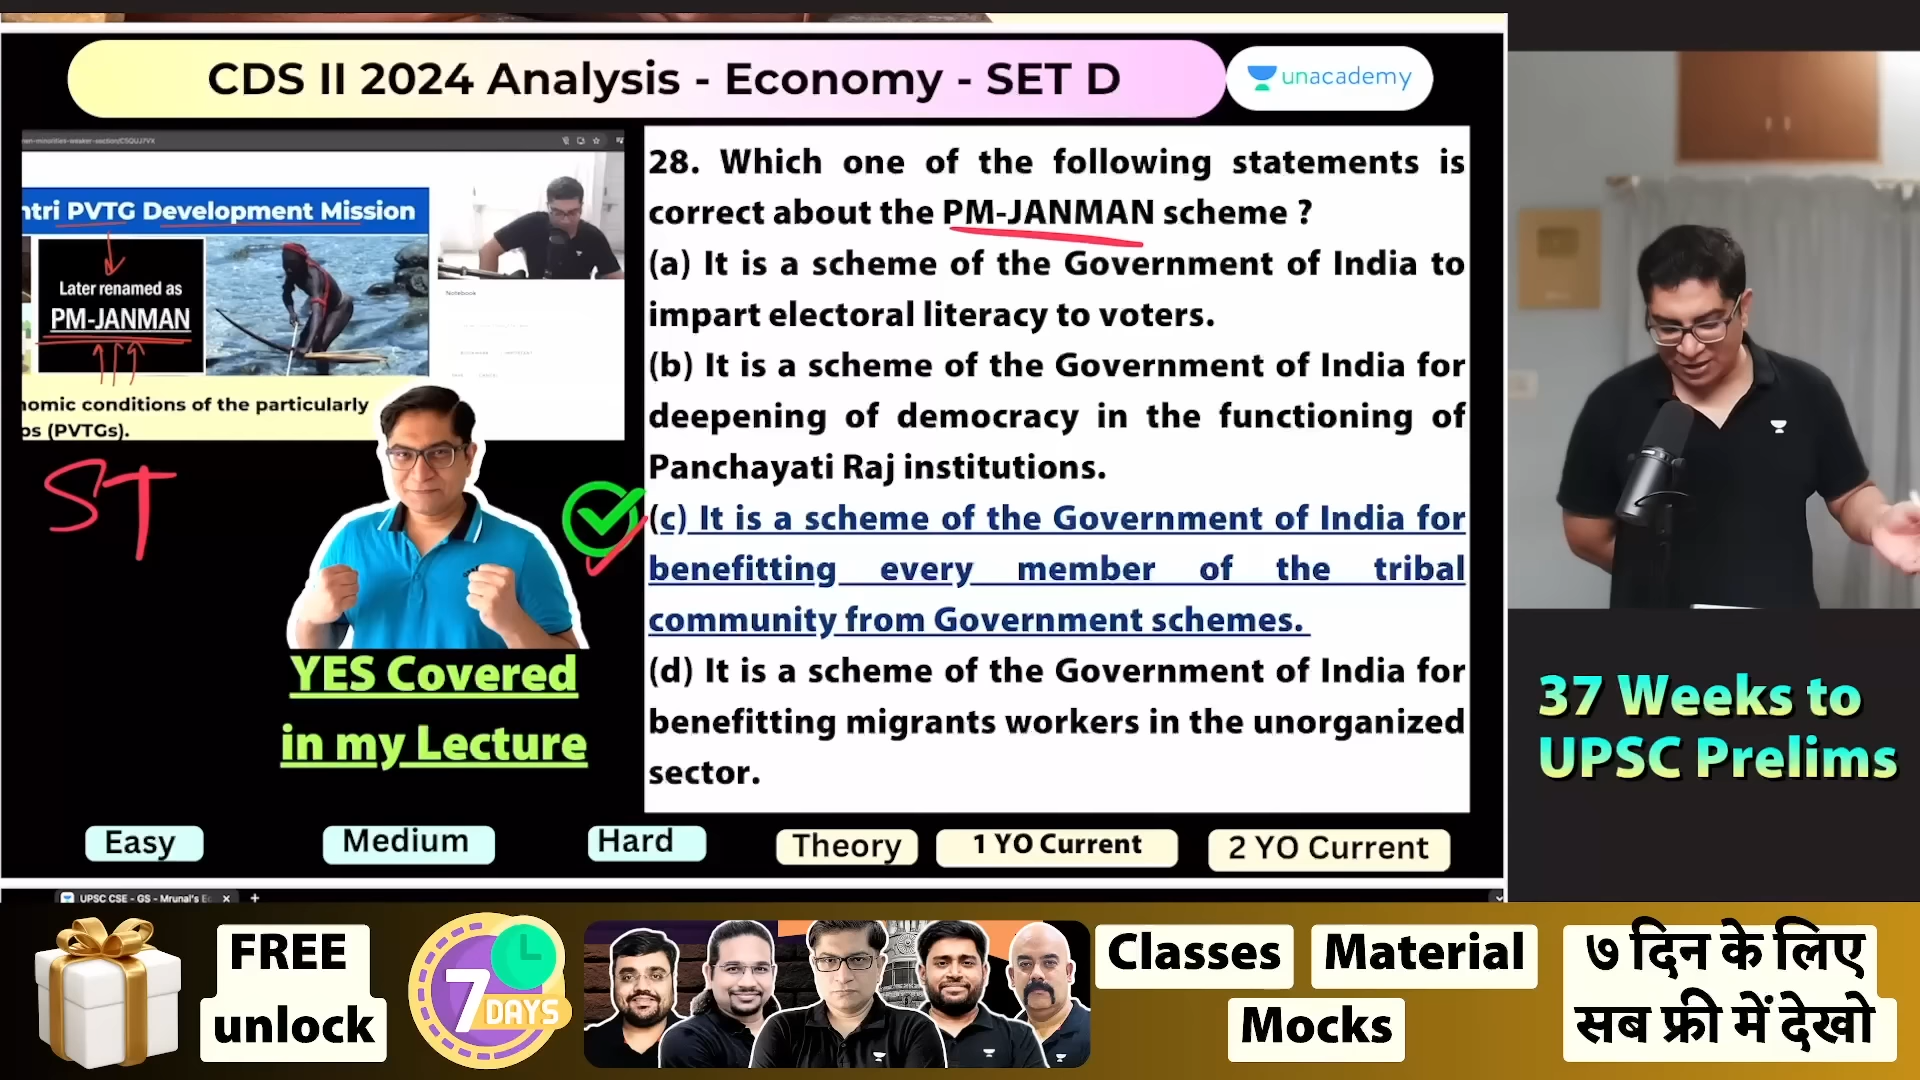 CDS II 2024 Analysis - Economy - SET D
unacademy
ntri PVTG Development Mission
Later renamed as
PM-JANMAN
Notebook
nomic conditions of the particularly
ps (PVTGs).
ST
YES Covered
in my Lecture
28. Which one of the following statements is
correct about the PM-JANMAN scheme ?
(a) It is a scheme of the Government of India to
impart electoral literacy to voters.
(b) It is a scheme of the Government of India for
deepening of democracy in the functioning of
Panchayati Raj institutions.
(c) It is a scheme of the Government of India for
benefitting every member of the tribal
community from Government schemes.
(d) It is a scheme of the Government of India for
benefitting migrants workers in the unorganized
sector.
37 Weeks to
UPSC Prelims
Easy
Medium
Hard
Theory
1 YO Current
2 YO Current
UPSC CSE - GS - Mrunal's
FREE
unlock
7 DAYS
Classes
Material
Mocks
७ दिन के लिए
सब फ्री में देखो